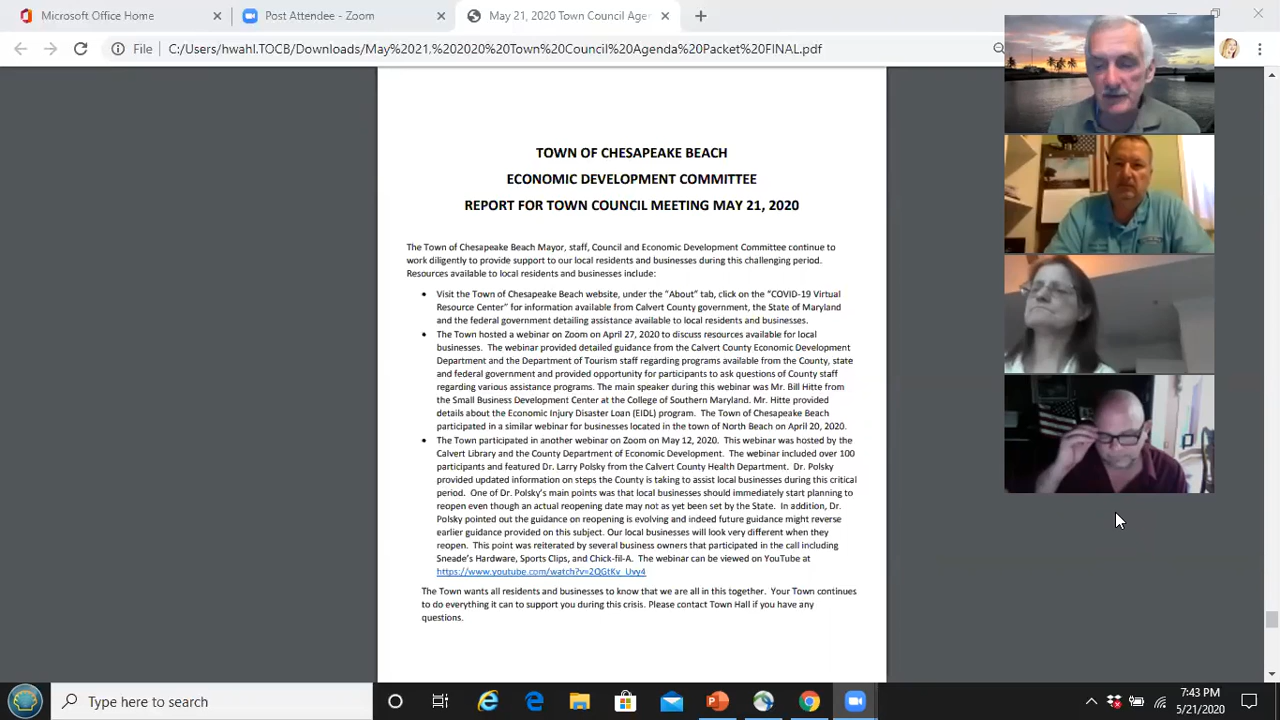 Microsoft Office Home
Post Attendee - Zoom
May 21, 2020 Town Council Age
File
C:/Users/hwahl.TOCB/Downloads/May%2021,%202020%20Town%20Council%20Agenda%20Packet%20FINAL.pdf
TOWN OF CHESAPEAKE BEACH
ECONOMIC DEVELOPMENT COMMITTEE
REPORT FOR TOWN COUNCIL MEETING MAY 21, 2020
The Town of Chesapeake Beach Mayor, staff, Council and Economic Development Committee continue to
work diligently to provide support to our local residents and businesses during this challenging period.
Resources available to local residents and businesses include:
• Visit the Town of Chesapeake Beach website, under the “About” tab, click on the “COVID-19 Virtual
Resource Center” for information available from Calvert County government, the State of Maryland
and the federal government detailing assistance available to local residents and businesses.
• The Town hosted a webinar on Zoom on April 27, 2020 to discuss resources available for local
businesses. The webinar provided detailed guidance from the Calvert County Economic Development
Department and the Department of Tourism staff regarding programs available from the County, state
and federal government and provided opportunity for participants to ask questions of County staff
regarding various assistance programs. The main speaker during this webinar was Mr. Bill Hitte from
the Small Business Development Center at the College of Southern Maryland. Mr. Hitte provided
details about the Economic Injury Disaster Loan (EIDL) program. The Town of Chesapeake Beach
participated in a similar webinar for businesses located in the town of North Beach on April 20, 2020.
• The Town participated in another webinar on Zoom on May 12, 2020. This webinar was hosted by the
Calvert Library and the County Department of Economic Development. The webinar included over 100
participants and featured Dr. Larry Polsky from the Calvert County Health Department. Dr. Polsky
provided updated information on steps the County is taking to assist local businesses during this critical
period. One of Dr. Polsky’s main points was that local businesses should immediately start planning to
reopen even though an actual reopening date may not as yet been set by the State. In addition, Dr.
Polsky pointed out the guidance on reopening is evolving and indeed future guidance might reverse
earlier guidance provided on this subject. Our local businesses will look very different when they
reopen. This point was reiterated by several business owners that participated in the call including
Sneade’s Hardware, Sports Clips, and Chick-fil-A. The webinar can be viewed on YouTube at
https://www.youtube.com/watch?v=2QGtKv_Uvy4
The Town wants all residents and businesses to know that we are all in this together. Your Town continues
to do everything it can to support you during this crisis. Please contact Town Hall if you have any
questions.
Type here to search
7:43 PM
5/21/2020